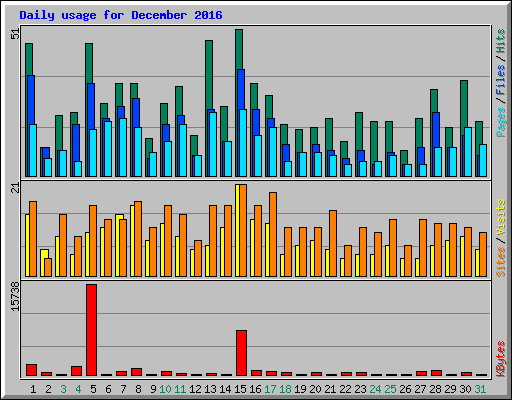 Daily usage for December 2016
51
Pages / Files / Hits
21
Sites / Visits
15738
KBytes
1 2 3 4 5 6 7 8 9 10 11 12 13 14 15 16 17 18 19 20 21 22 23 24 25 26 27 28 29 30 31